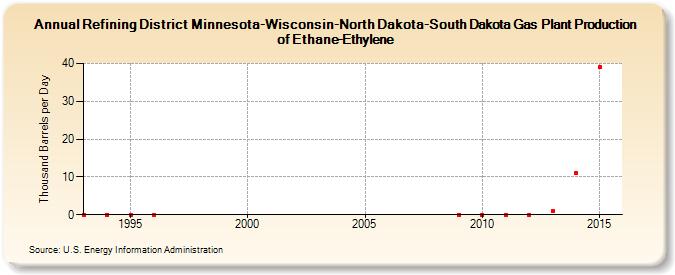 Annual Refining District Minnesota-Wisconsin-North Dakota-South Dakota Gas Plant Production
of Ethane-Ethylene
Thousand Barrels per Day
40
30
20
10
0
1995 2000 2005 2010 2015
Source: U.S. Energy Information Administration